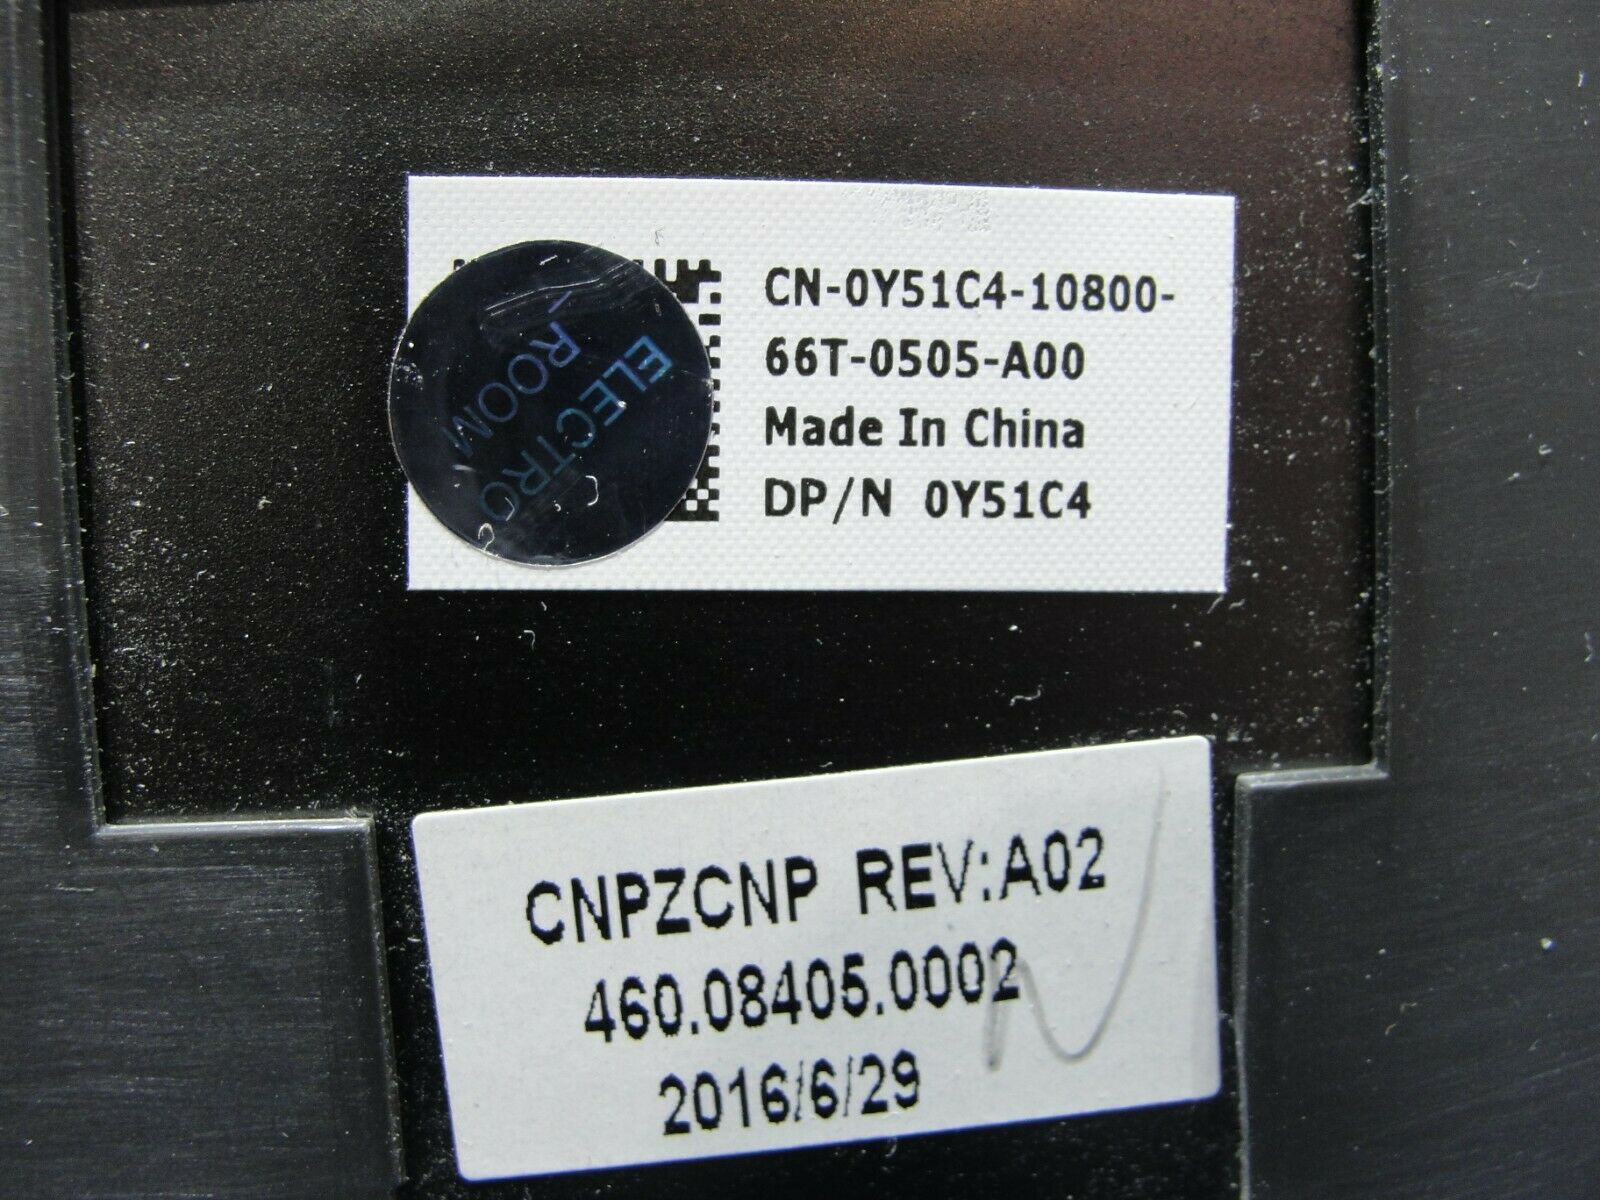 CN-0Y51C4-10800-
66T-0505-A00
Made In China
DP/N 0Y51C4
ELECTRO
ROOM
CNPZCNP REV:A02
460.08405.0002
2016/6/29